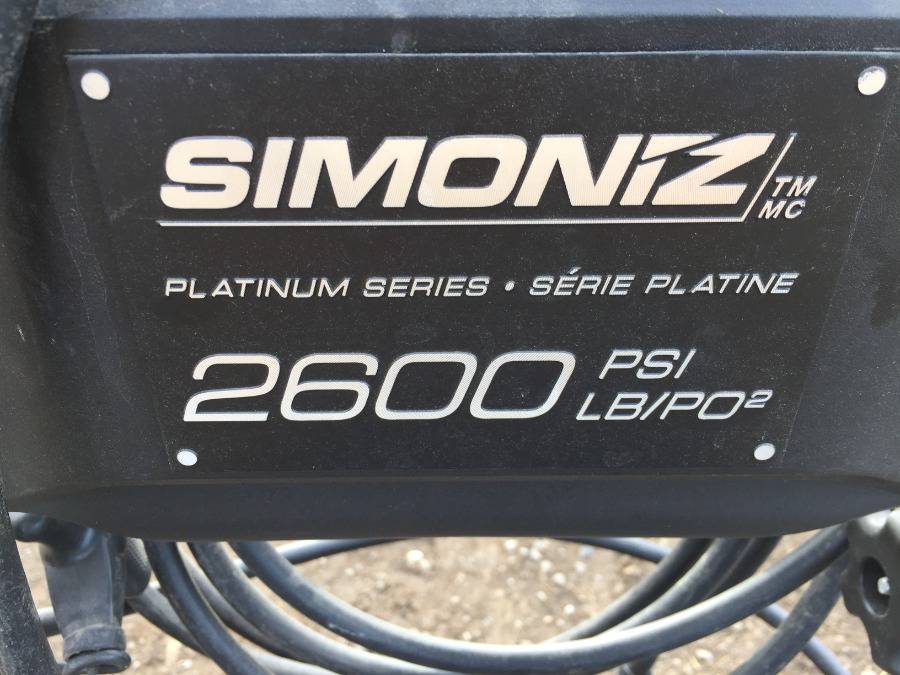 SIMONIZ TM
MC
PLATINUM SERIES • SÉRIE PLATINE
2600 PSI
LB/PO²